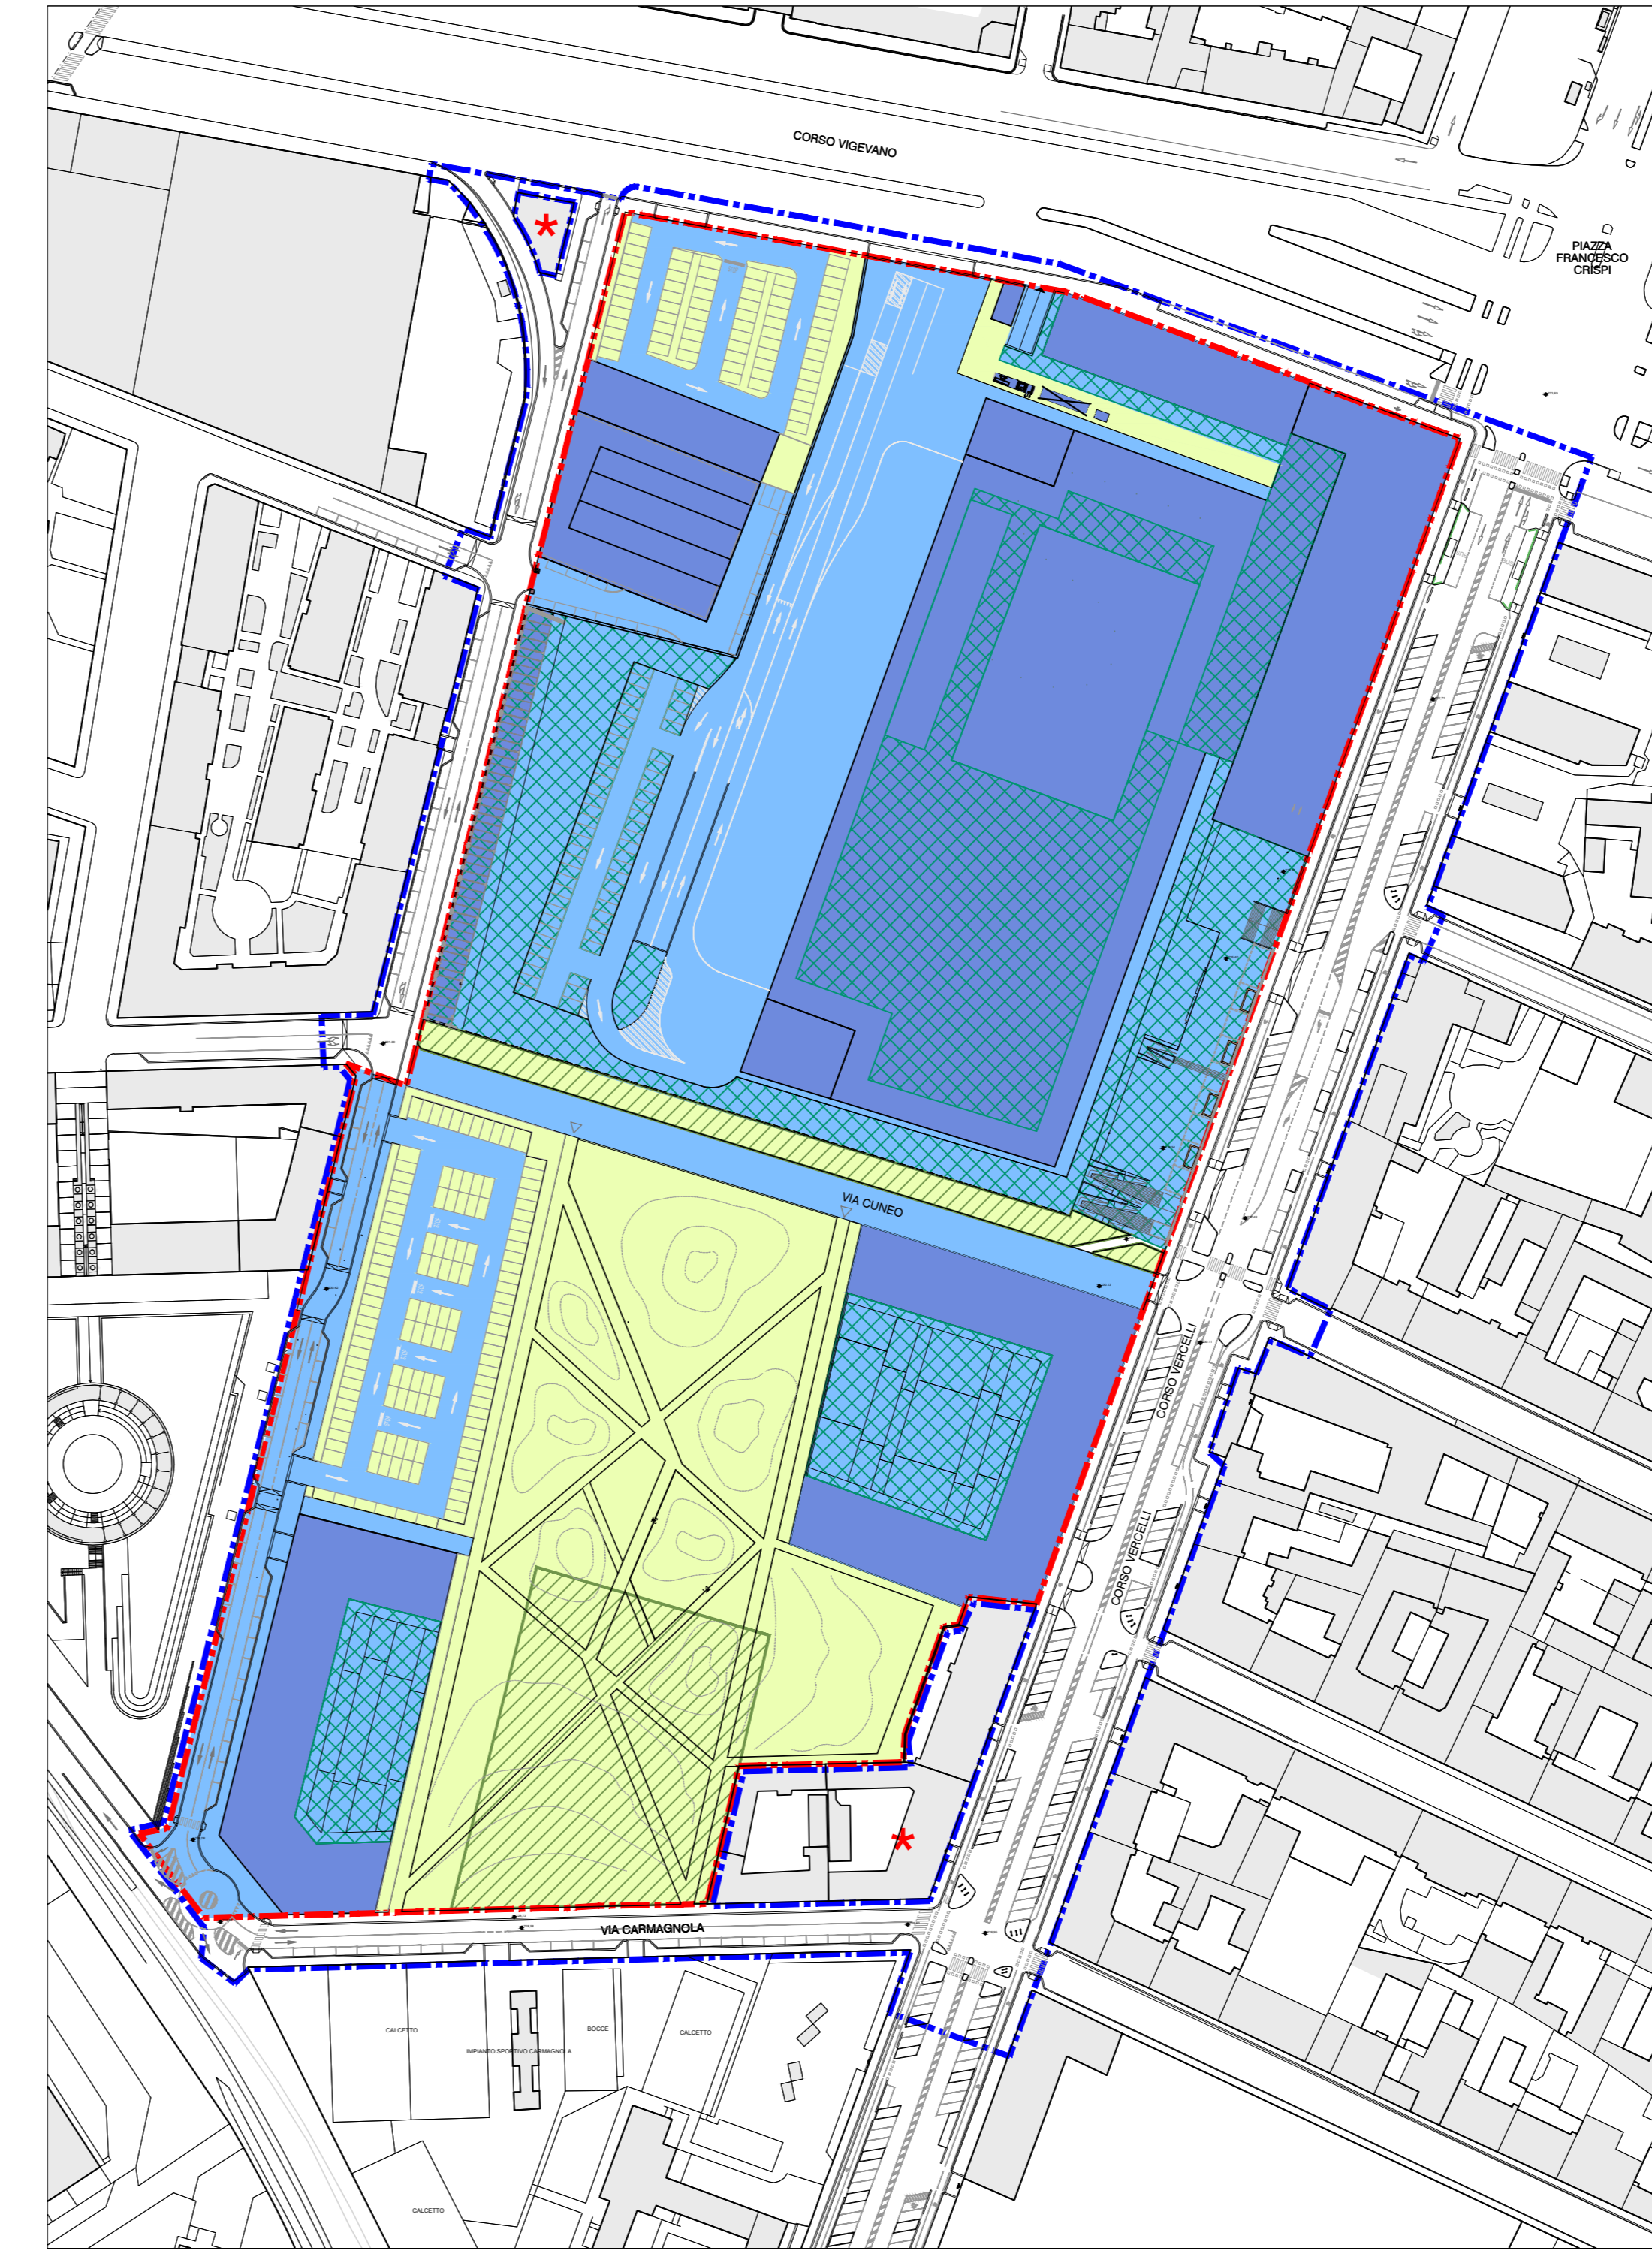 CORSO VIGEVANO
PIAZZA
FRANCESCO
CRISPI
VIA CUNEO
CORSO VERCELLI
CORSO VERCELLI
VIA CARMAGNOLA
CALCETTO
BOCCE
CALCETTO
IMPIANTO SPORTIVO CARMAGNOLA
CALCETTO